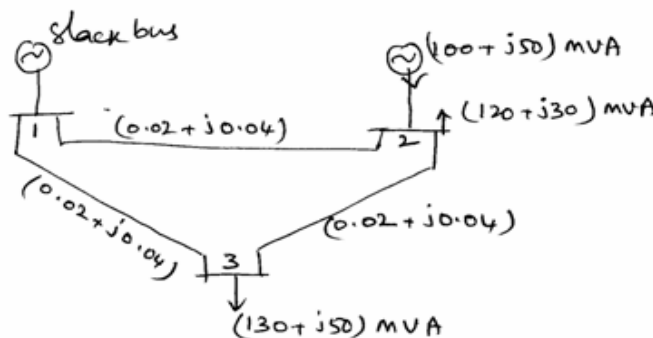 slack bus
(100+j50) MVA
(120+j30) MVA
1
(0.02+j0.04)
2
(0.02+j0.04)
(0.02+j0.04)
3
(130+j50) MVA